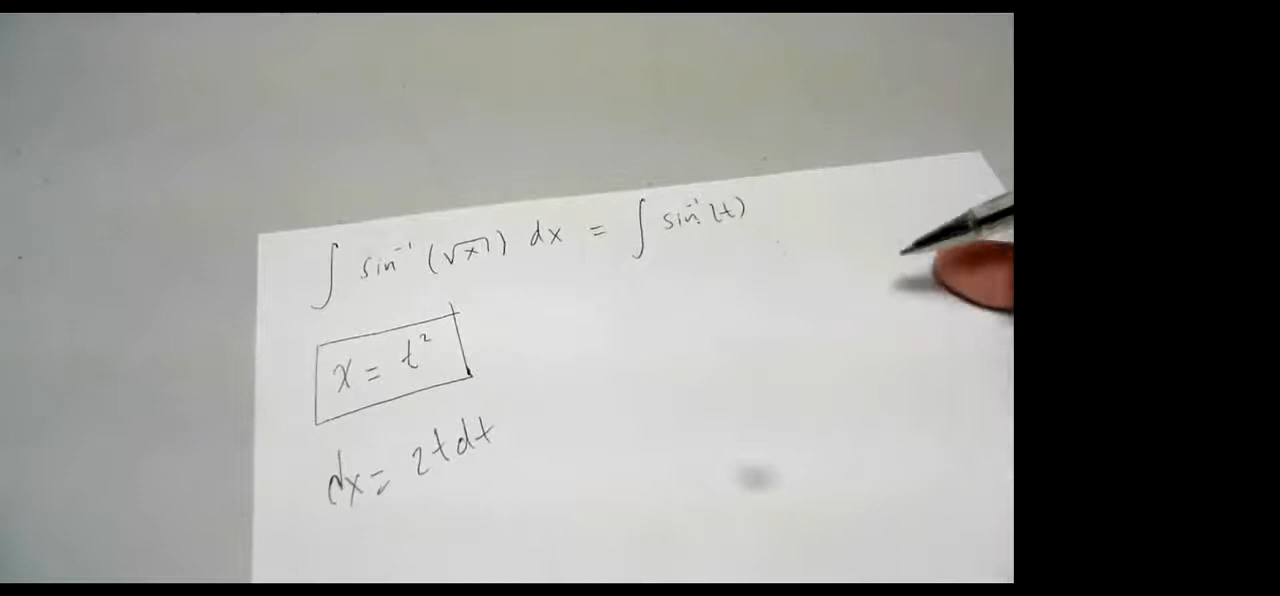 ∫ sin⁻¹ (√x) dx = ∫ sin⁻¹ (t)
x = t²
dx = 2t dt